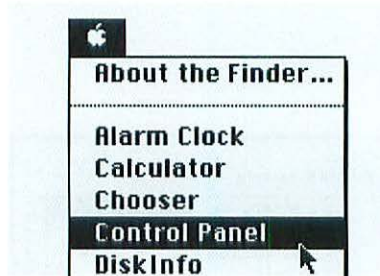 About the Finder...
Alarm Clock
Calculator
Chooser
Control Panel
DiskInfo